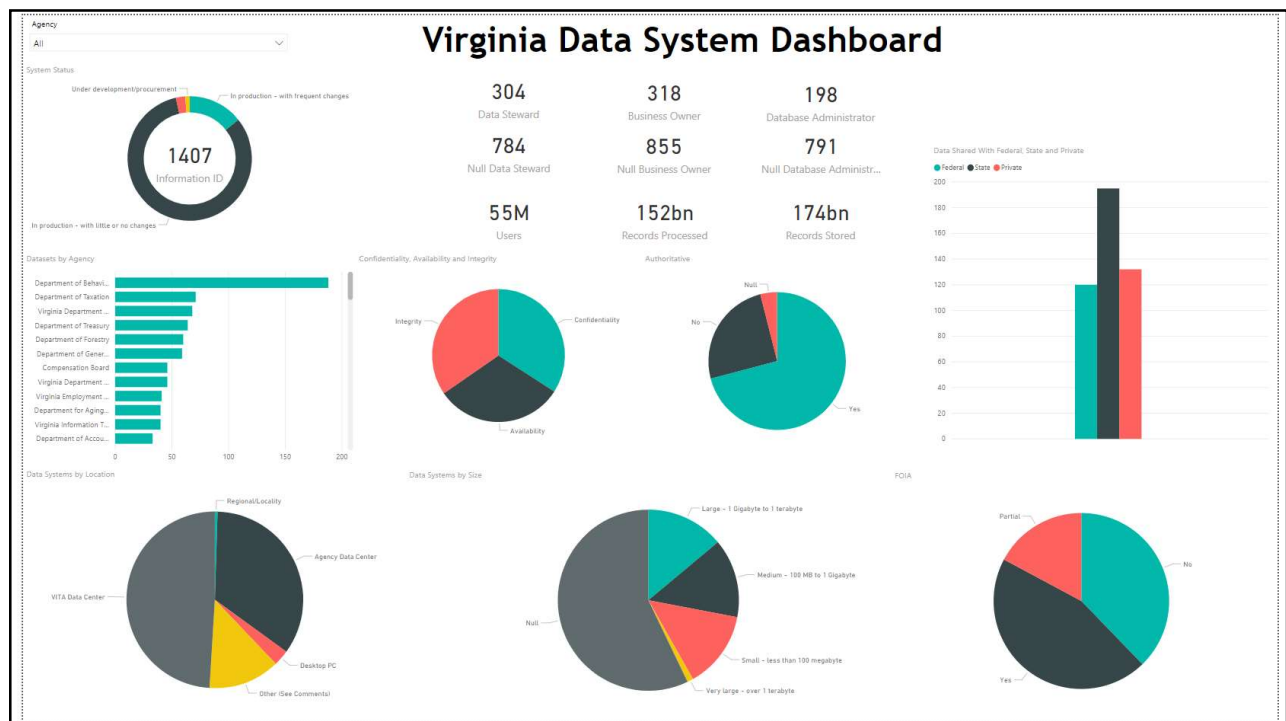 Agency
All
Virginia Data System Dashboard
System Status
Under development/procurement
In production - with frequent changes
1407
Information ID
In production - with little or no changes
304
Data Steward
318
Business Owner
198
Database Administrator
784
Null Data Steward
855
Null Business Owner
791
Null Database Administr...
55M
Users
152bn
Records Processed
174bn
Records Stored
Data Shared With Federal, State and Private
Federal State Private
200
180
160
140
120
100
80
60
40
20
0
Datasets by Agency
Department of Behavi...
Department of Taxation
Virginia Department ...
Department of Treasury
Department of Forestry
Department of Gener...
Compensation Board
Virginia Department ...
Virginia Employment ...
Department for Aging...
Virginia Information T...
Department of Accou...
0 50 100 150 200
Confidentiality, Availability and Integrity
Integrity
Confidentiality
Availability
Authoritative
Null
No
Yes
Data Systems by Location
Regional/Locality
Agency Data Center
VITA Data Center
Desktop PC
Other (See Comments)
Data Systems by Size
Large - 1 Gigabyte to 1 terabyte
Medium - 100 MB to 1 Gigabyte
Null
Small - less than 100 megabyte
Very large - over 1 terabyte
FOIA
Partial
No
Yes